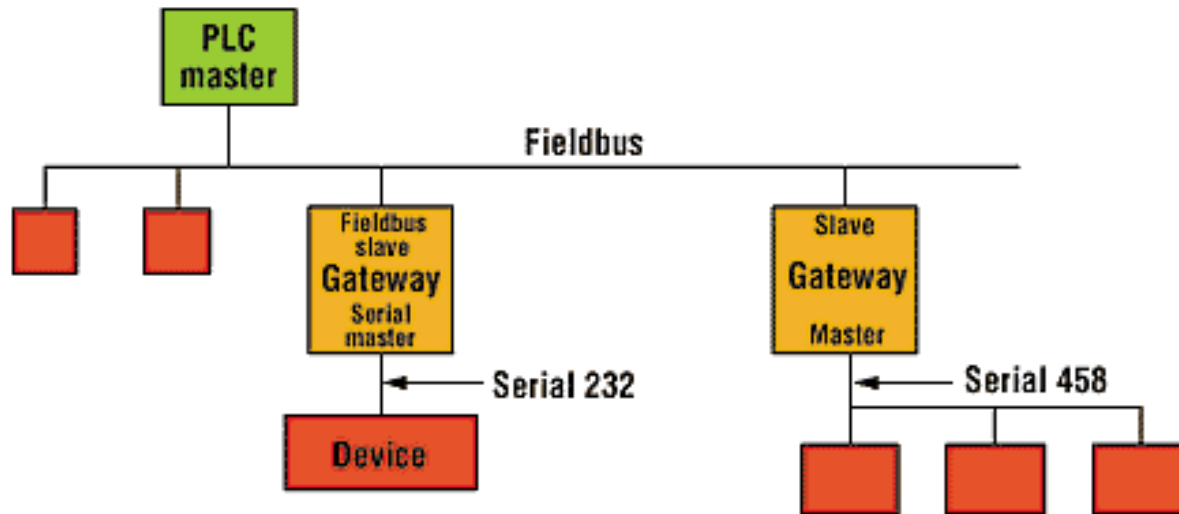 PLC
master
Fieldbus
Fieldbus
slave
Gateway
Serial
master
Slave
Gateway
Master
Serial 232
Serial 458
Device